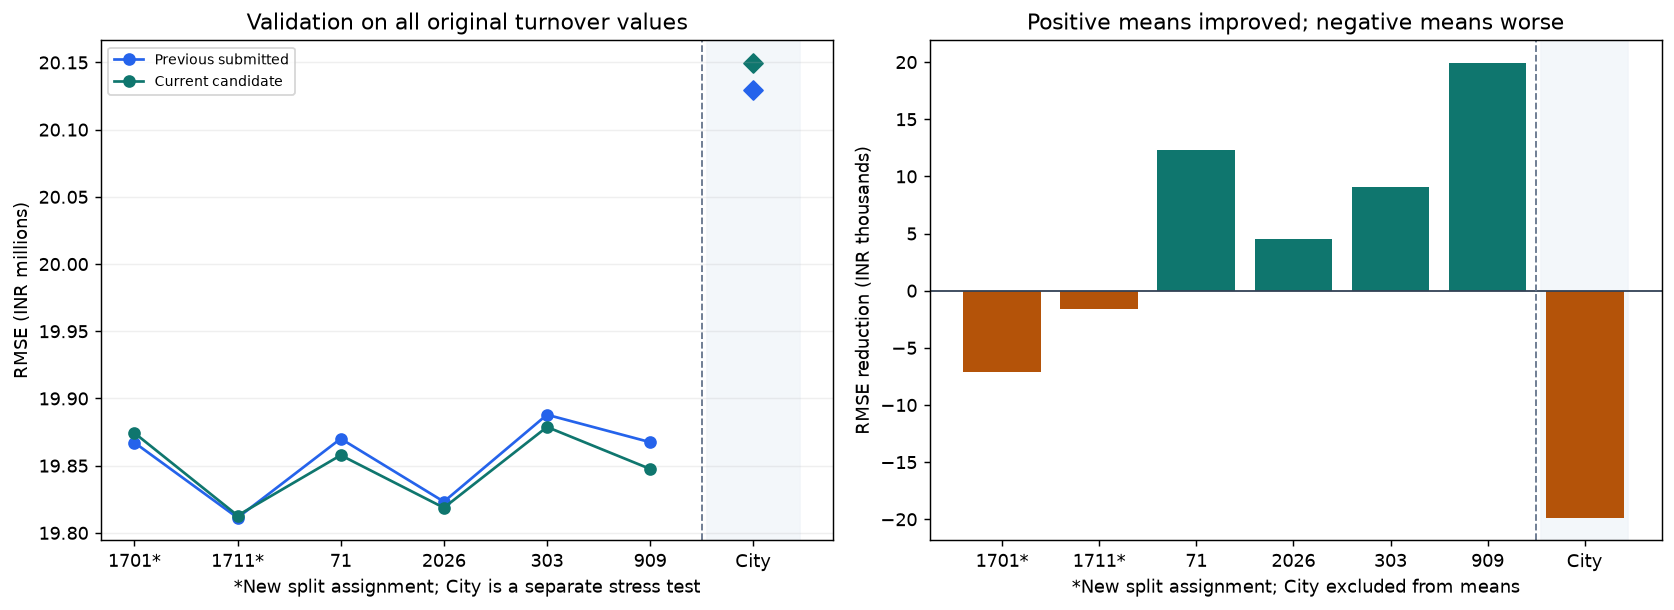 Validation on all original turnover values
Previous submitted
Current candidate
RMSE (INR millions)
20.15
20.10
20.05
20.00
19.95
19.90
19.85
19.80
1701*
1711*
71
2026
303
909
City
*New split assignment; City is a separate stress test
Positive means improved; negative means worse
RMSE reduction (INR thousands)
20
15
10
5
0
−5
−10
−15
−20
1701*
1711*
71
2026
303
909
City
*New split assignment; City excluded from means